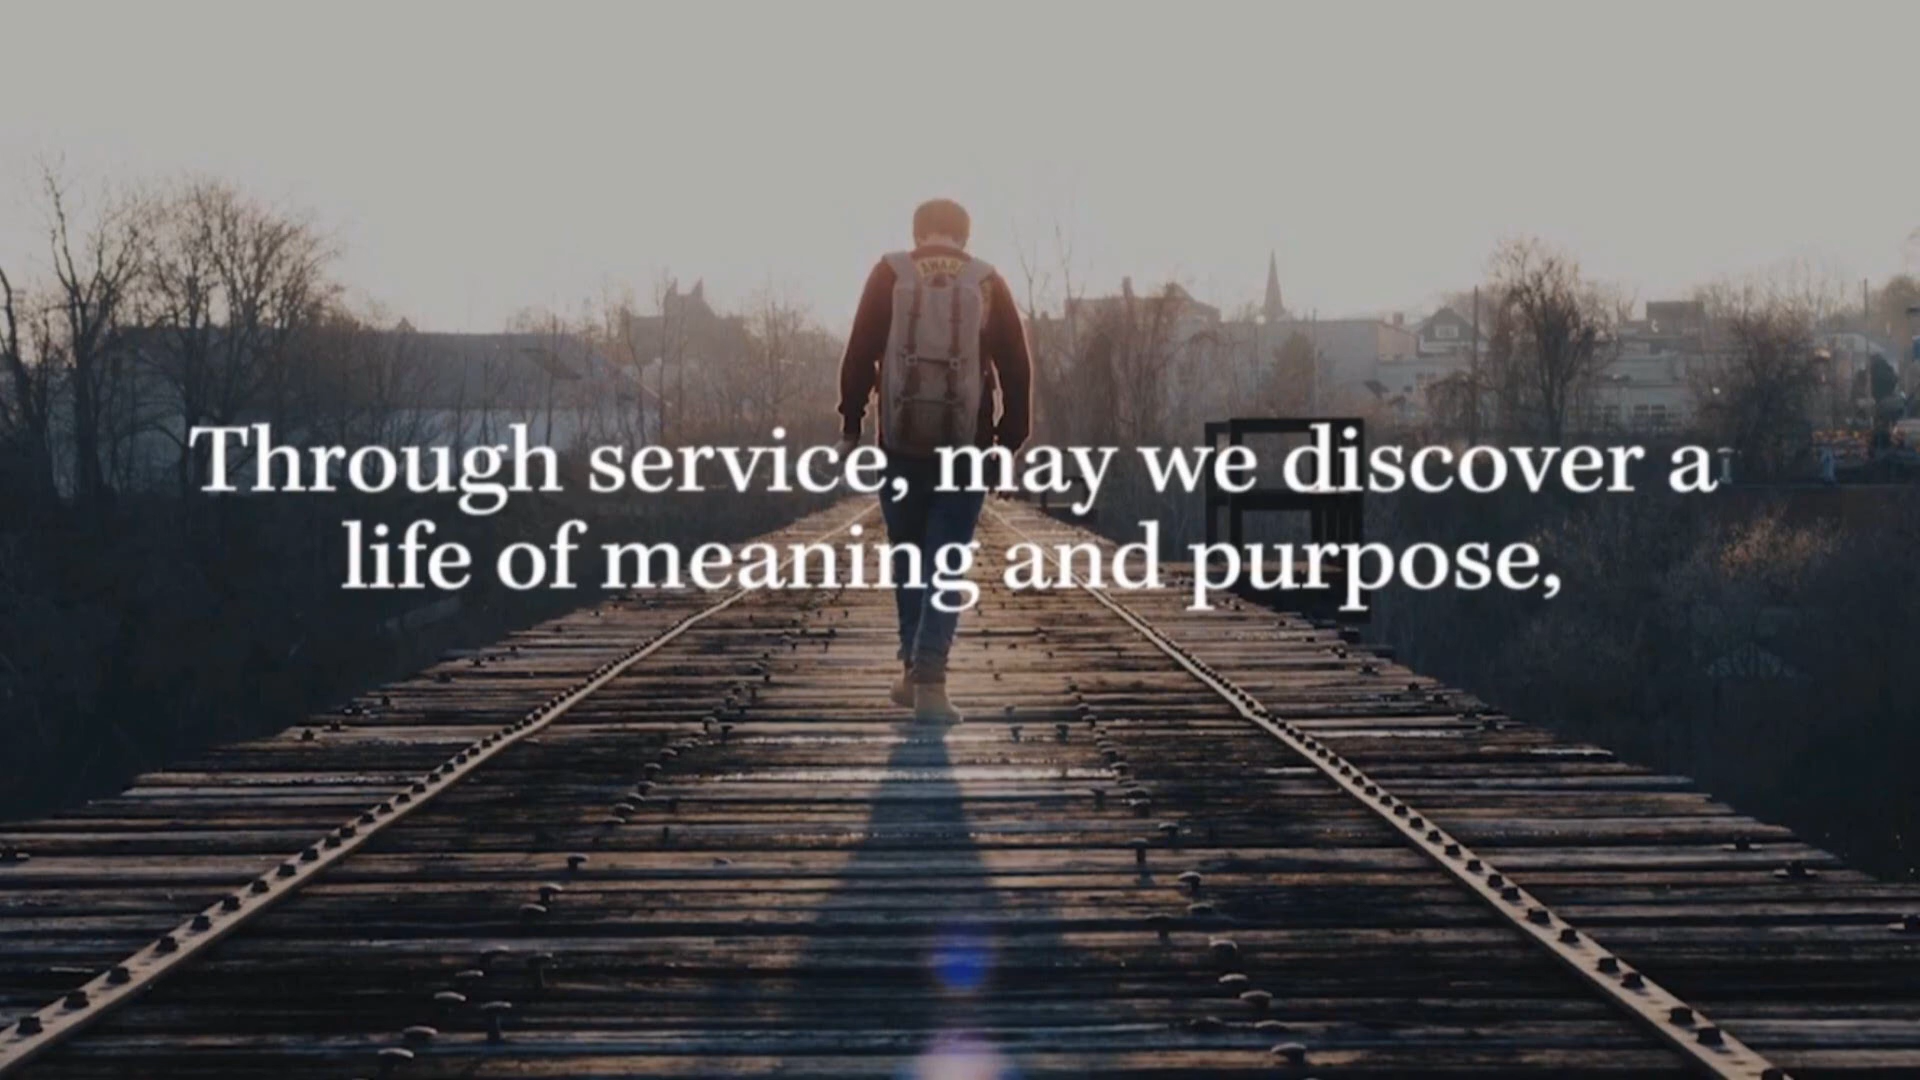 Through service, may we discover a
life of meaning and purpose,